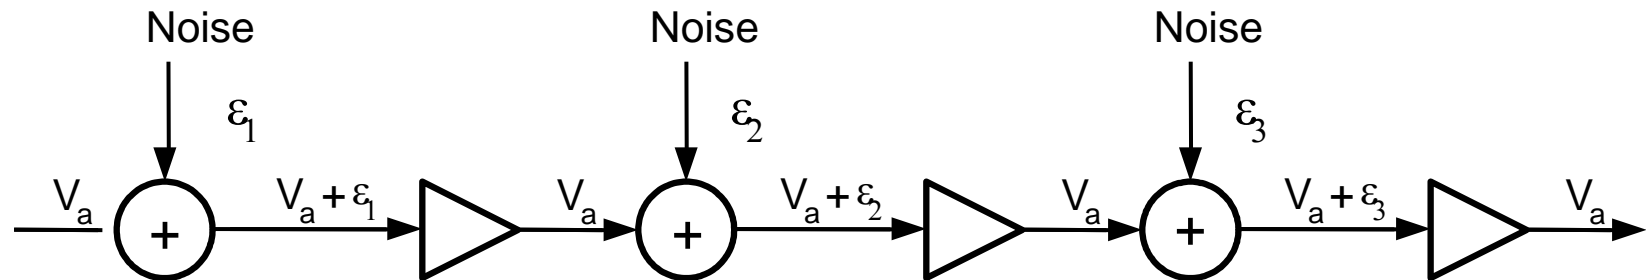 Noise Noise Noise
ε1 ε2 ε3
Va Va + ε1 Va Va + ε2 Va Va + ε3 Va
+ + +